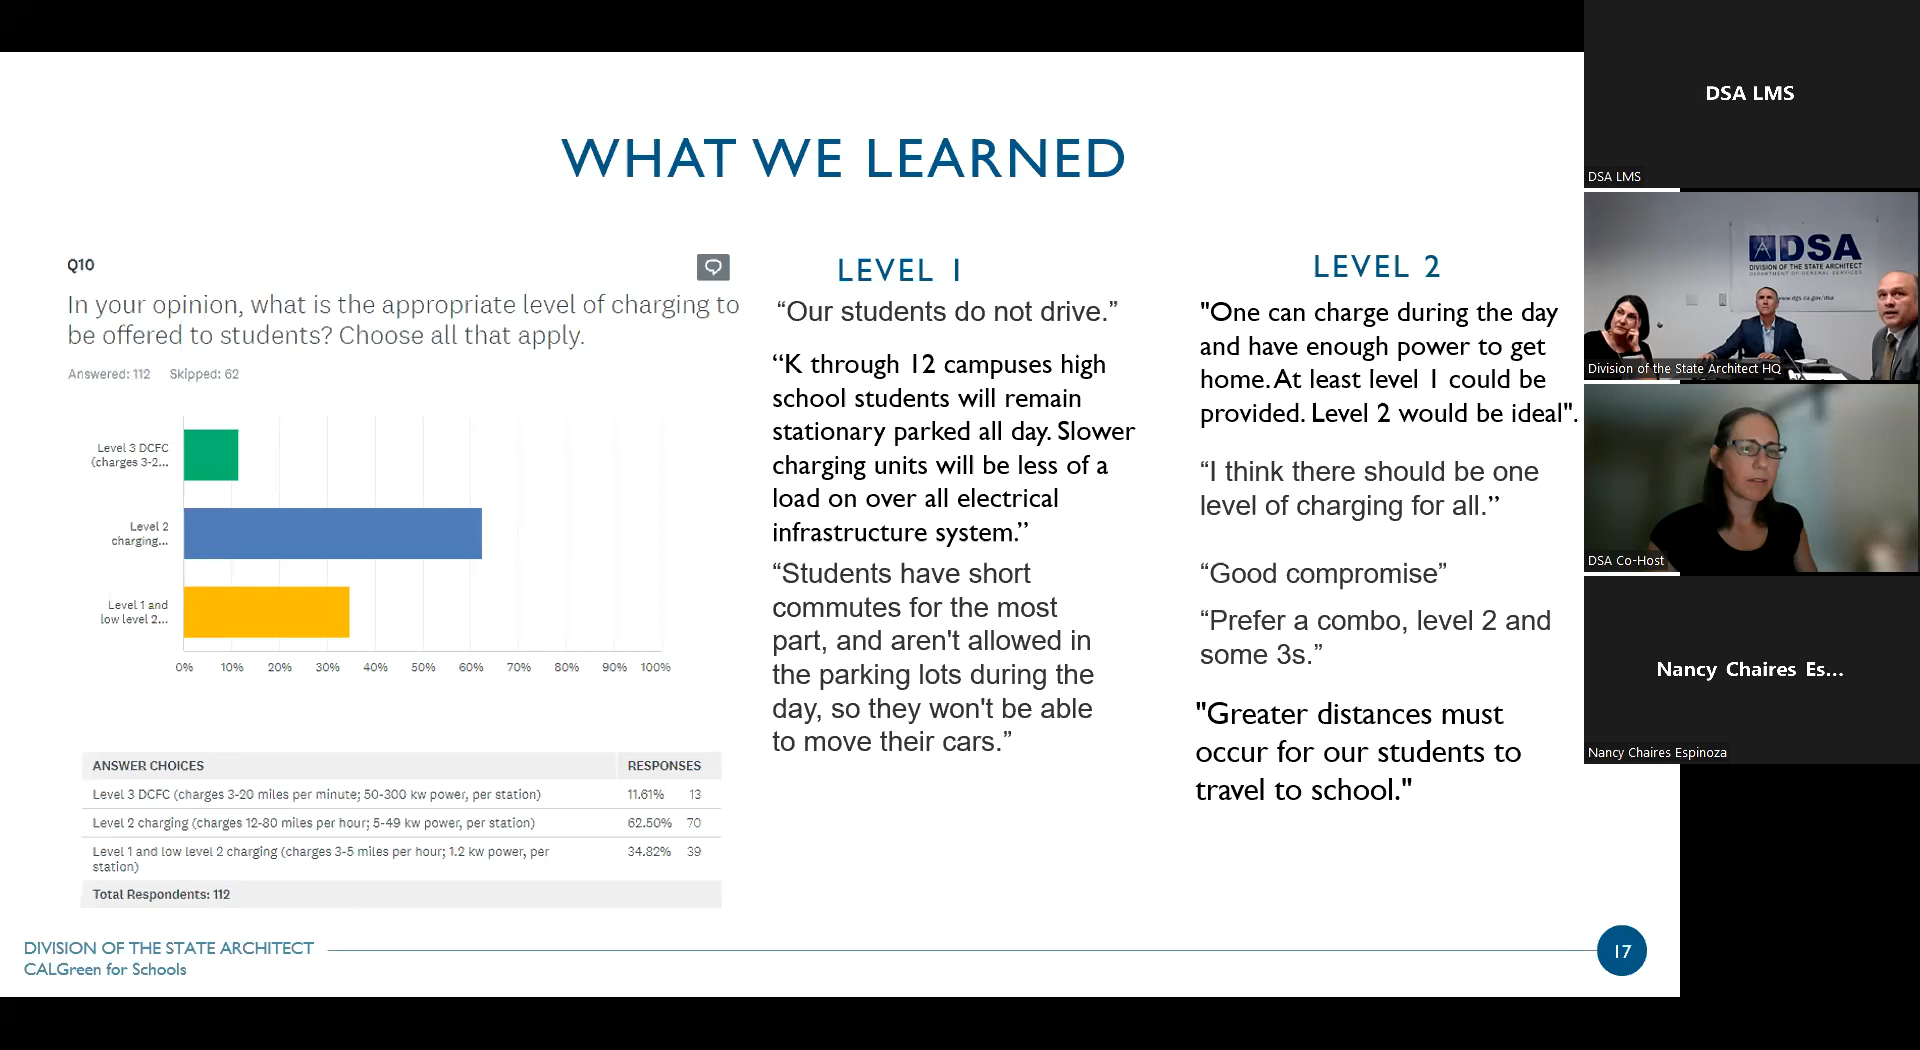 WHAT WE LEARNED
Q10
In your opinion, what is the appropriate level of charging to
be offered to students? Choose all that apply.
Answered: 112 Skipped: 62
Level 3 DCFC
(charges 3-2...
Level 2
charging...
Level 1 and
low level 2...
0% 10% 20% 30% 40% 50% 60% 70% 80% 90% 100%
ANSWER CHOICES RESPONSES
Level 3 DCFC (charges 3-20 miles per minute; 50-300 kw power, per station) 11.61% 13
Level 2 charging (charges 12-80 miles per hour; 5-49 kw power, per station) 62.50% 70
Level 1 and low level 2 charging (charges 3-5 miles per hour; 1.2 kw power, per
station) 34.82% 39
Total Respondents: 112
LEVEL 1
“Our students do not drive.”
“K through 12 campuses high
school students will remain
stationary parked all day. Slower
charging units will be less of a
load on over all electrical
infrastructure system.”
“Students have short
commutes for the most
part, and aren't allowed in
the parking lots during the
day, so they won't be able
to move their cars.”
LEVEL 2
"One can charge during the day
and have enough power to get
home. At least level 1 could be
provided. Level 2 would be ideal".
“I think there should be one
level of charging for all.”
“Good compromise”
“Prefer a combo, level 2 and
some 3s.”
"Greater distances must
occur for our students to
travel to school."
DIVISION OF THE STATE ARCHITECT
CALGreen for Schools
17
DSA LMS
DSA LMS
DSA
DIVISION OF THE STATE ARCHITECT
DEPARTMENT OF GENERAL SERVICES
www.dgs.ca.gov/dsa
Division of the State Architect HQ
DSA Co-Host
Nancy Chaires Es...
Nancy Chaires Espinoza